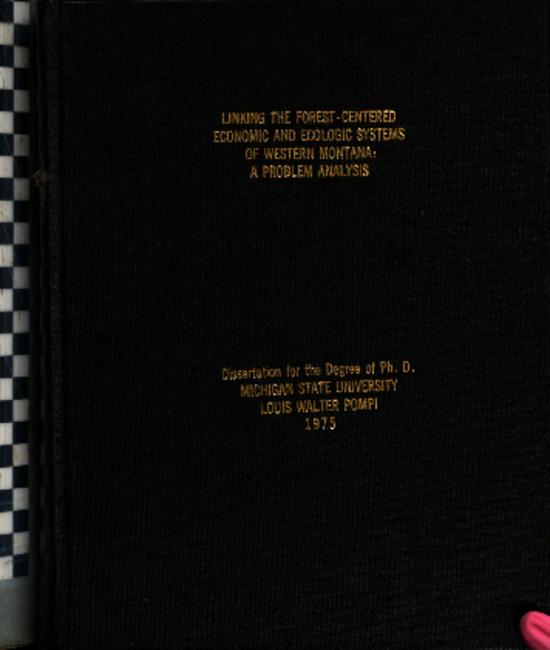 LINKING THE FOREST-CENTERED
ECONOMIC AND ECOLOGIC SYSTEMS
OF WESTERN MONTANA:
A PROBLEM ANALYSIS
Dissertation for the Degree of Ph. D.
MICHIGAN STATE UNIVERSITY
LOUIS WALTER POMPI
1975